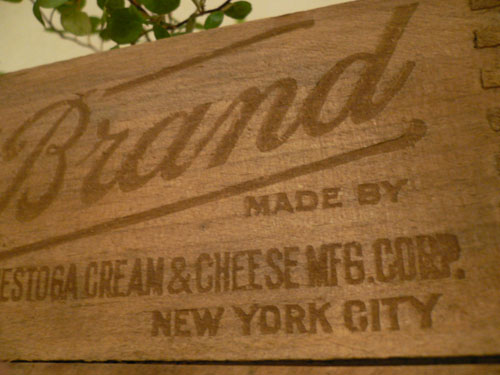 Brand
MADE BY
ESTOGA CREAM & CHEESE MFG. CORP.
NEW YORK CITY